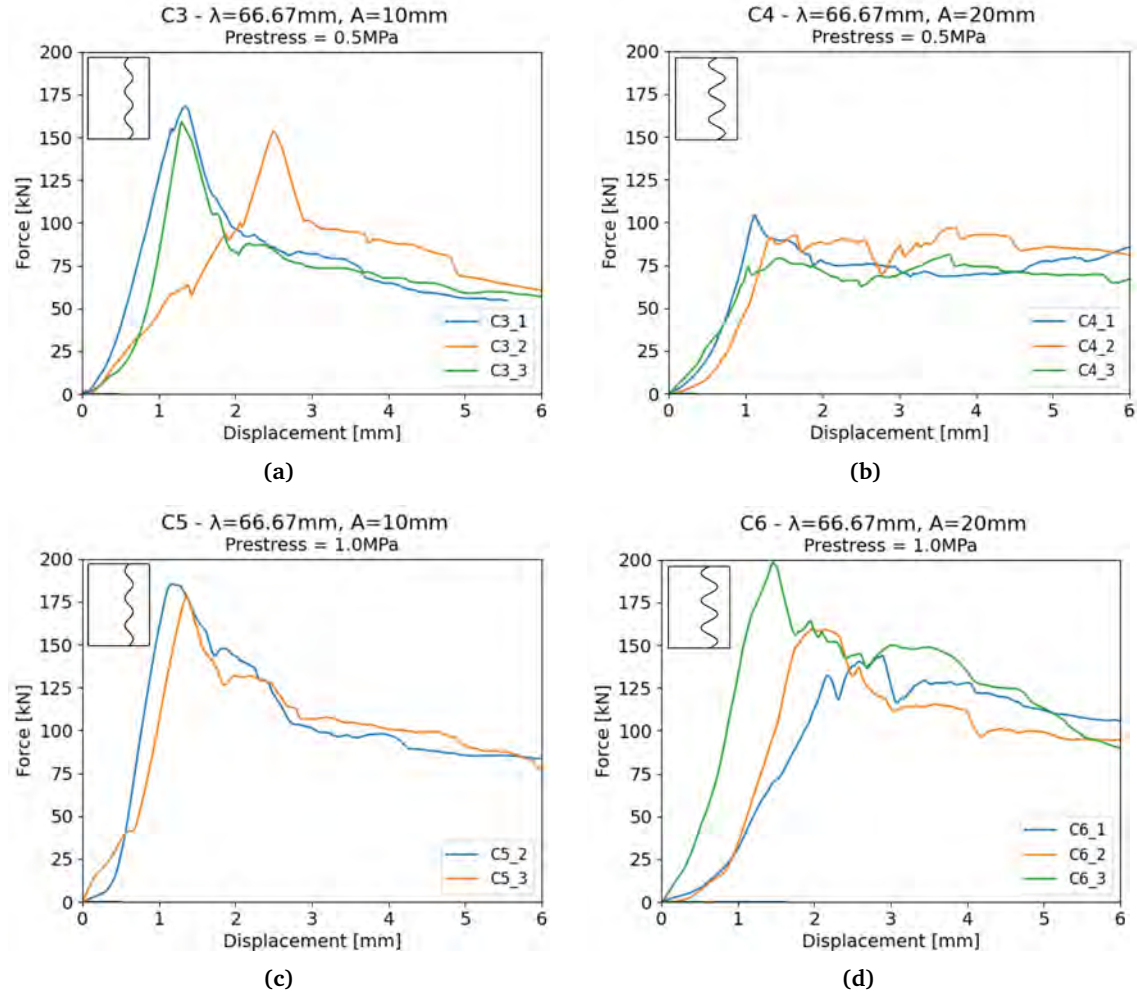 C3 - λ=66.67mm, A=10mm
Prestress = 0.5MPa
200
175
150
125
100
75
50
25
0
Force [kN]
C3_1
C3_2
C3_3
0 1 2 3 4 5 6
Displacement [mm]
(a)
C4 - λ=66.67mm, A=20mm
Prestress = 0.5MPa
200
175
150
125
100
75
50
25
0
Force [kN]
C4_1
C4_2
C4_3
0 1 2 3 4 5 6
Displacement [mm]
(b)
C5 - λ=66.67mm, A=10mm
Prestress = 1.0MPa
200
175
150
125
100
75
50
25
0
Force [kN]
C5_2
C5_3
0 1 2 3 4 5 6
Displacement [mm]
(c)
C6 - λ=66.67mm, A=20mm
Prestress = 1.0MPa
200
175
150
125
100
75
50
25
0
Force [kN]
C6_1
C6_2
C6_3
0 1 2 3 4 5 6
Displacement [mm]
(d)